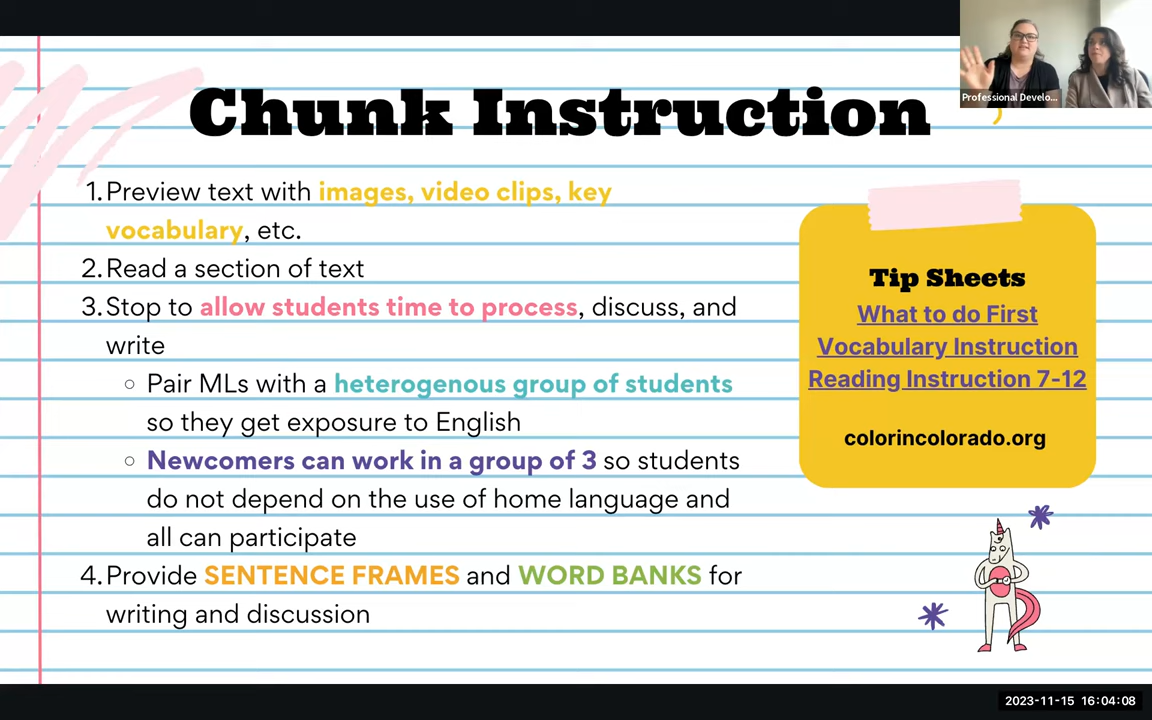 Professional Develo...
Chunk Instruction
1. Preview text with images, video clips, key
vocabulary, etc.
2. Read a section of text
3. Stop to allow students time to process, discuss, and
write
○ Pair MLs with a heterogenous group of students
so they get exposure to English
○ Newcomers can work in a group of 3 so students
do not depend on the use of home language and
all can participate
4. Provide SENTENCE FRAMES and WORD BANKS for
writing and discussion
Tip Sheets
What to do First
Vocabulary Instruction
Reading Instruction 7-12
colorincolorado.org
2023-11-15 16:04:08